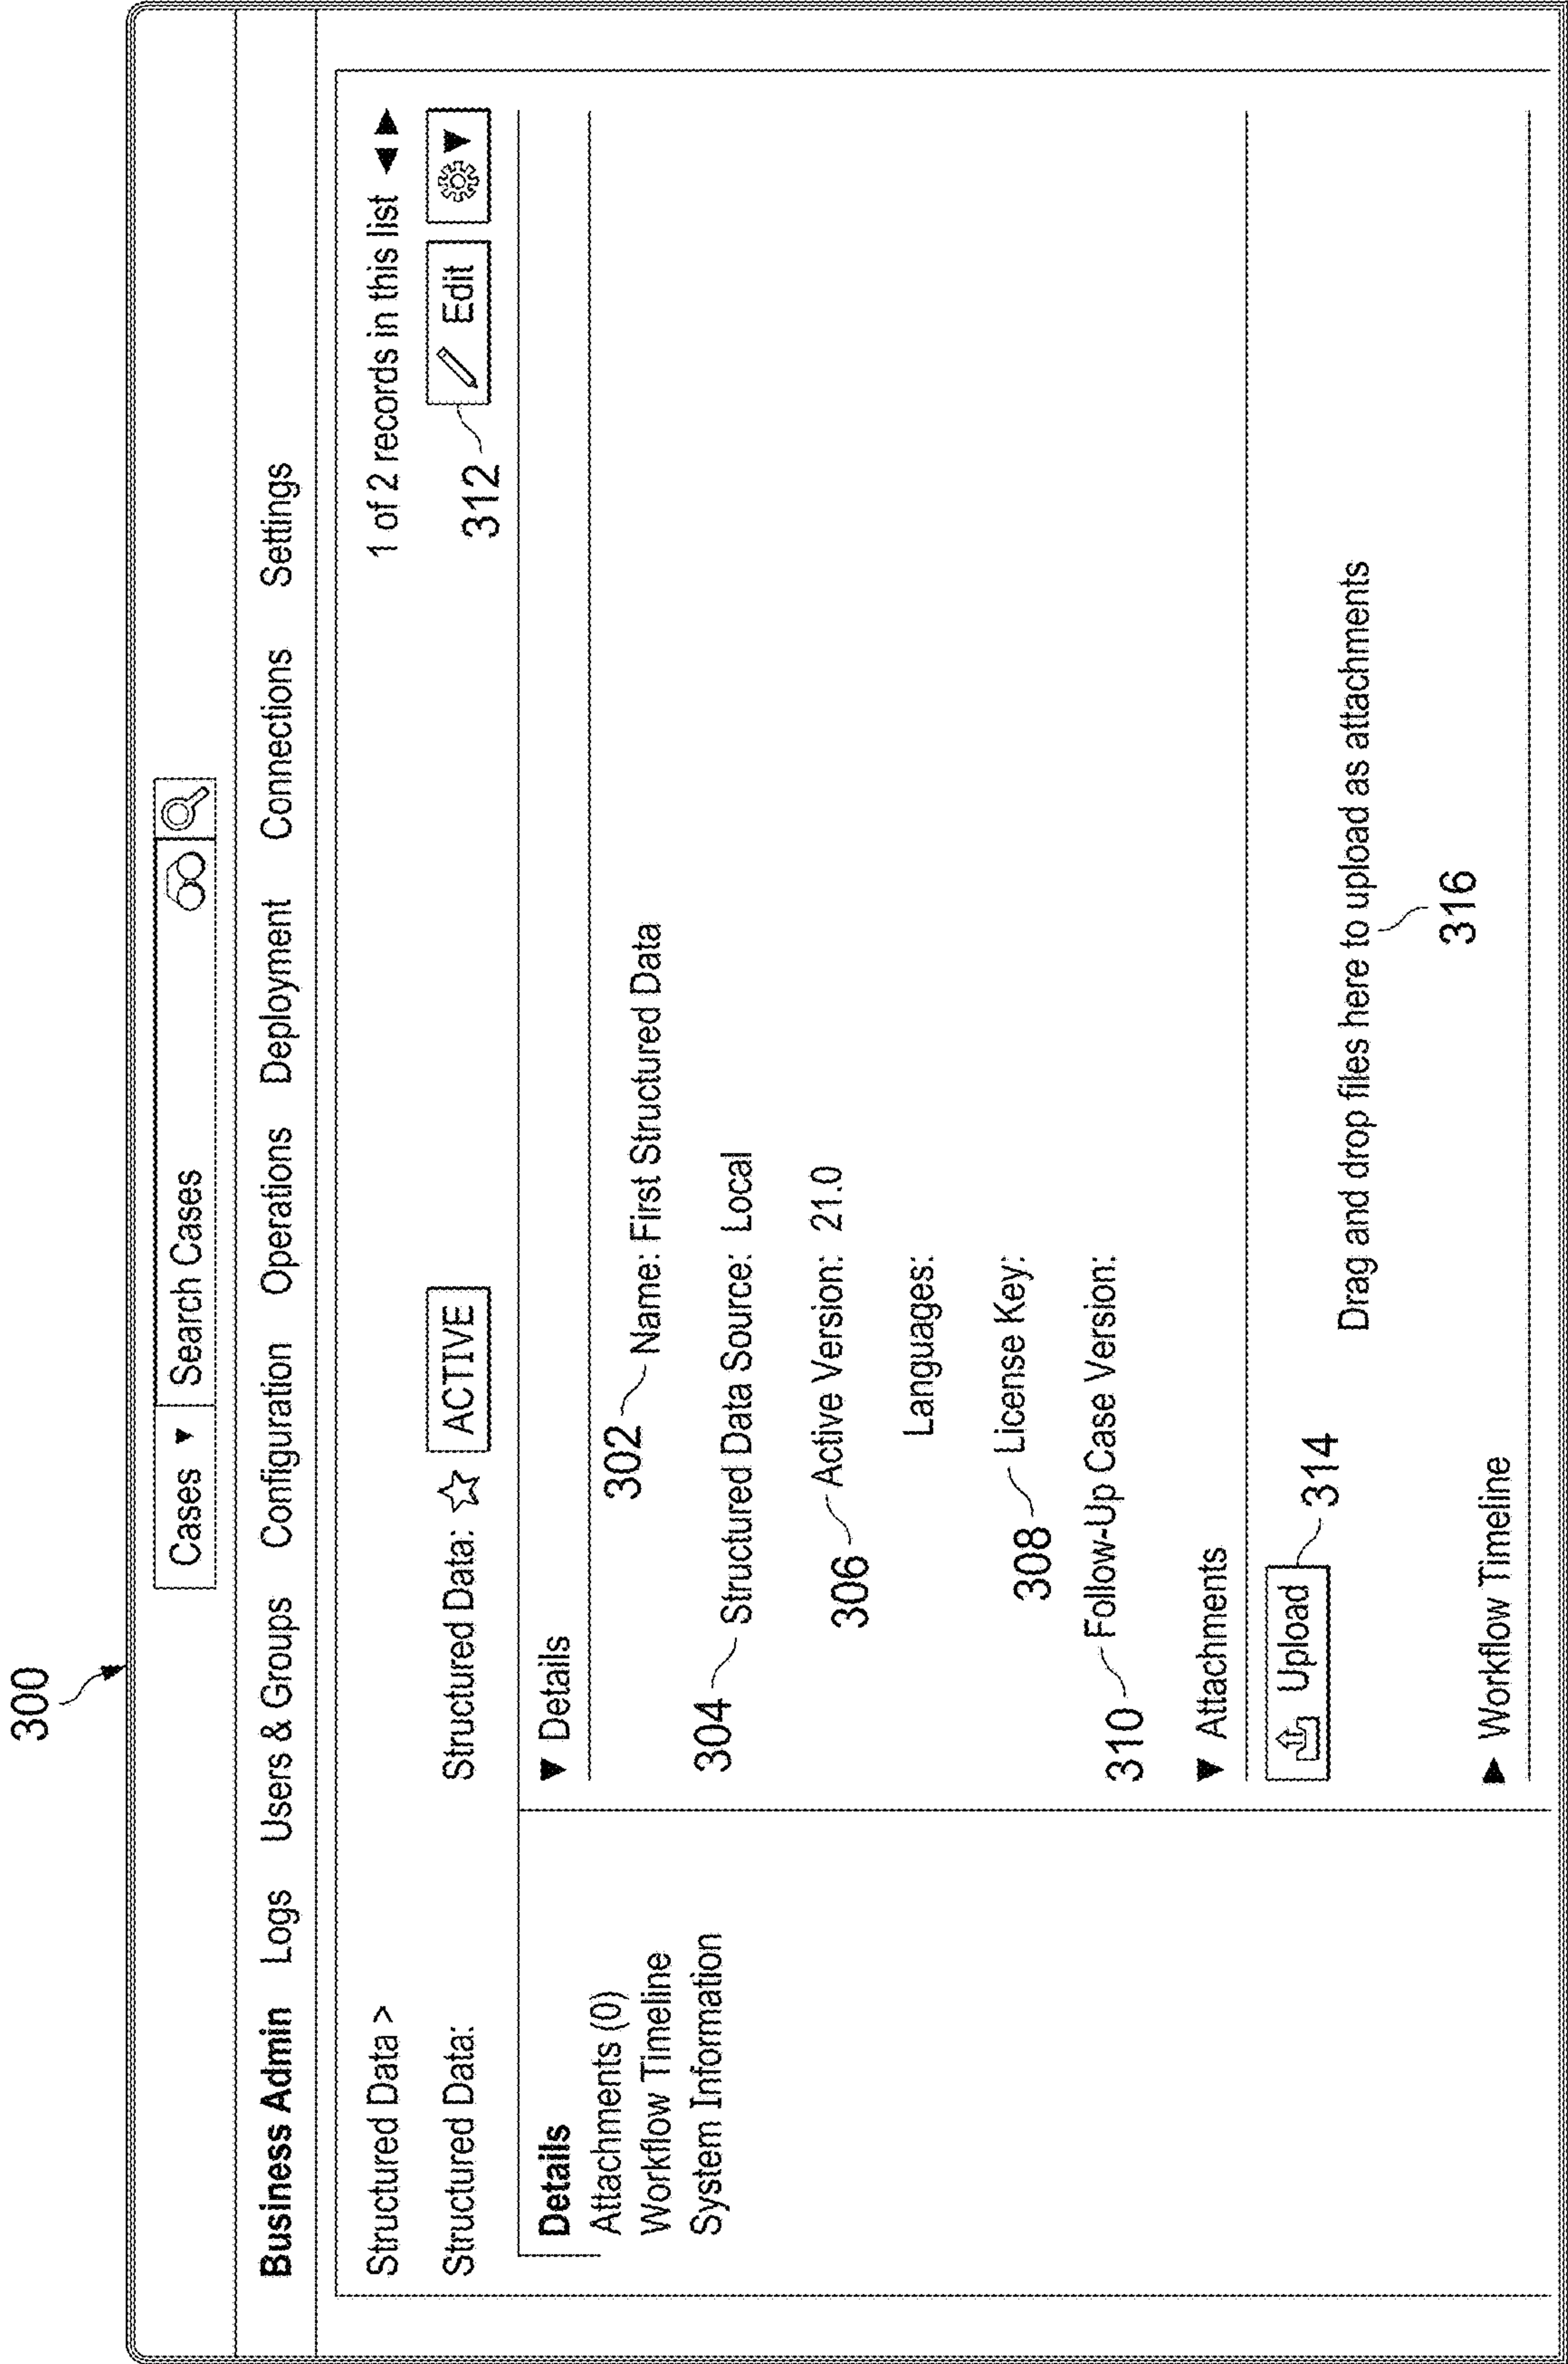 300
Cases ▼ Search Cases
Business Admin Logs Users & Groups Configuration Operations Deployment Connections Settings
Structured Data > 1 of 2 records in this list ◀ ▶
Structured Data: Structured Data: ☆ ACTIVE 312 Edit ▼
Details
Attachments (0)
Workflow Timeline
System Information
▼ Details
302 Name: First Structured Data
304 Structured Data Source: Local
306 Active Version: 21.0
Languages:
308 License Key:
310 Follow-Up Case Version:
▼ Attachments
Upload 314
Drag and drop files here to upload as attachments
316
▶ Workflow Timeline